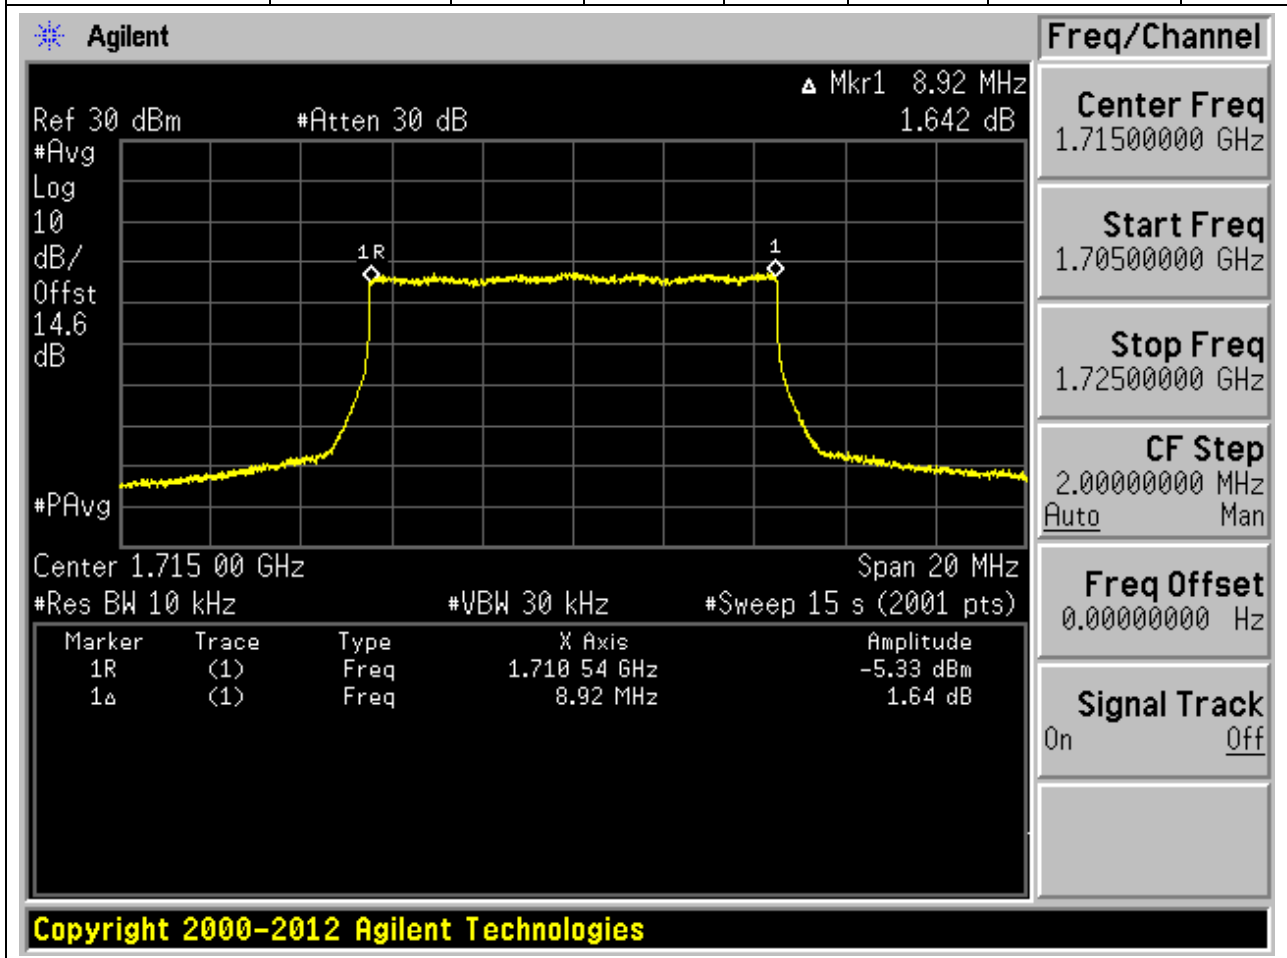 Agilent
Freq/Channel
Δ Mkr1 8.92 MHz
Ref 30 dBm #Atten 30 dB 1.642 dB
#Avg
Log
10
dB/
Offst
14.6
dB
#PAvg
1R
1
Center 1.715 00 GHz Span 20 MHz
#Res BW 10 kHz #VBW 30 kHz #Sweep 15 s (2001 pts)
Marker Trace Type X Axis Amplitude
1R (1) Freq 1.710 54 GHz -5.33 dBm
1Δ (1) Freq 8.92 MHz 1.64 dB
Center Freq
1.71500000 GHz
Start Freq
1.70500000 GHz
Stop Freq
1.72500000 GHz
CF Step
2.00000000 MHz
Auto Man
Freq Offset
0.00000000 Hz
Signal Track
On Off
Copyright 2000-2012 Agilent Technologies